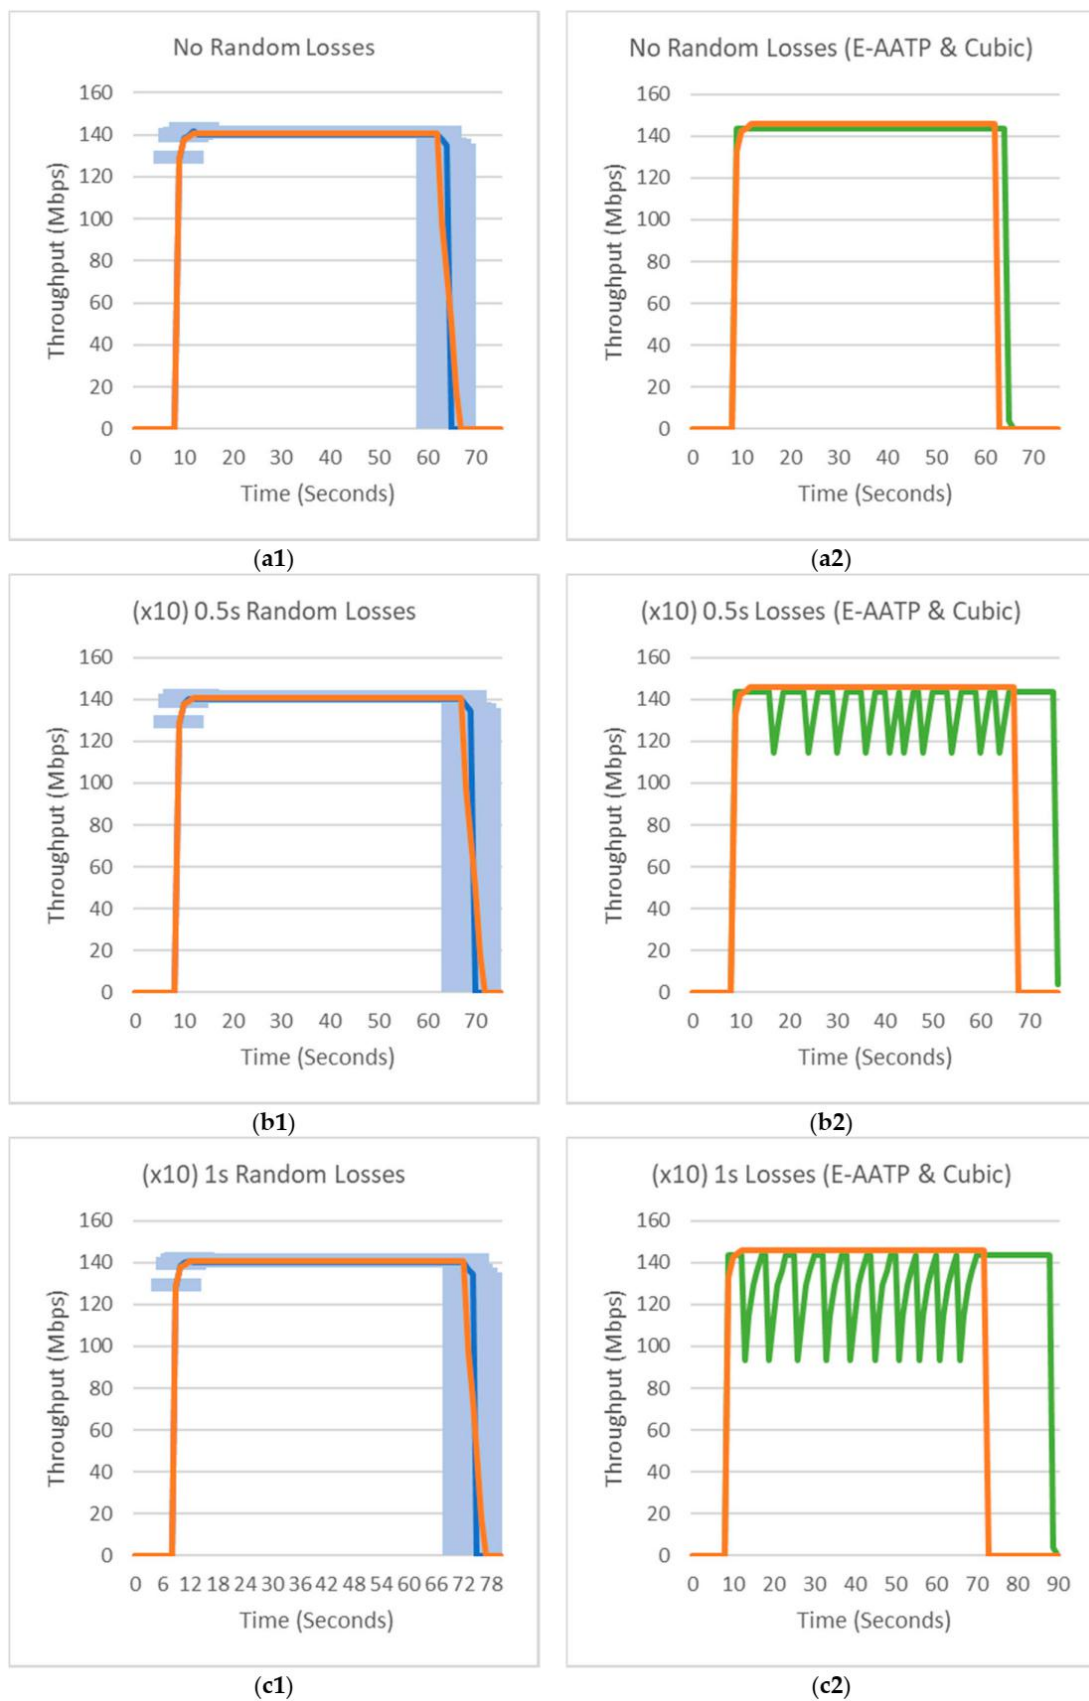 No Random Losses
160
140
120
100
80
60
40
20
0
Throughput (Mbps)
0 10 20 30 40 50 60 70
Time (Seconds)
(a1)
No Random Losses (E-AATP & Cubic)
160
140
120
100
80
60
40
20
0
Throughput (Mbps)
0 10 20 30 40 50 60 70
Time (Seconds)
(a2)
(x10) 0.5s Random Losses
160
140
120
100
80
60
40
20
0
Throughput (Mbps)
0 10 20 30 40 50 60 70
Time (Seconds)
(b1)
(x10) 0.5s Losses (E-AATP & Cubic)
160
140
120
100
80
60
40
20
0
Throughput (Mbps)
0 10 20 30 40 50 60 70
Time (Seconds)
(b2)
(x10) 1s Random Losses
160
140
120
100
80
60
40
20
0
Throughput (Mbps)
0 6 12 18 24 30 36 42 48 54 60 66 72 78
Time (Seconds)
(c1)
(x10) 1s Losses (E-AATP & Cubic)
160
140
120
100
80
60
40
20
0
Throughput (Mbps)
0 10 20 30 40 50 60 70 80 90
Time (Seconds)
(c2)